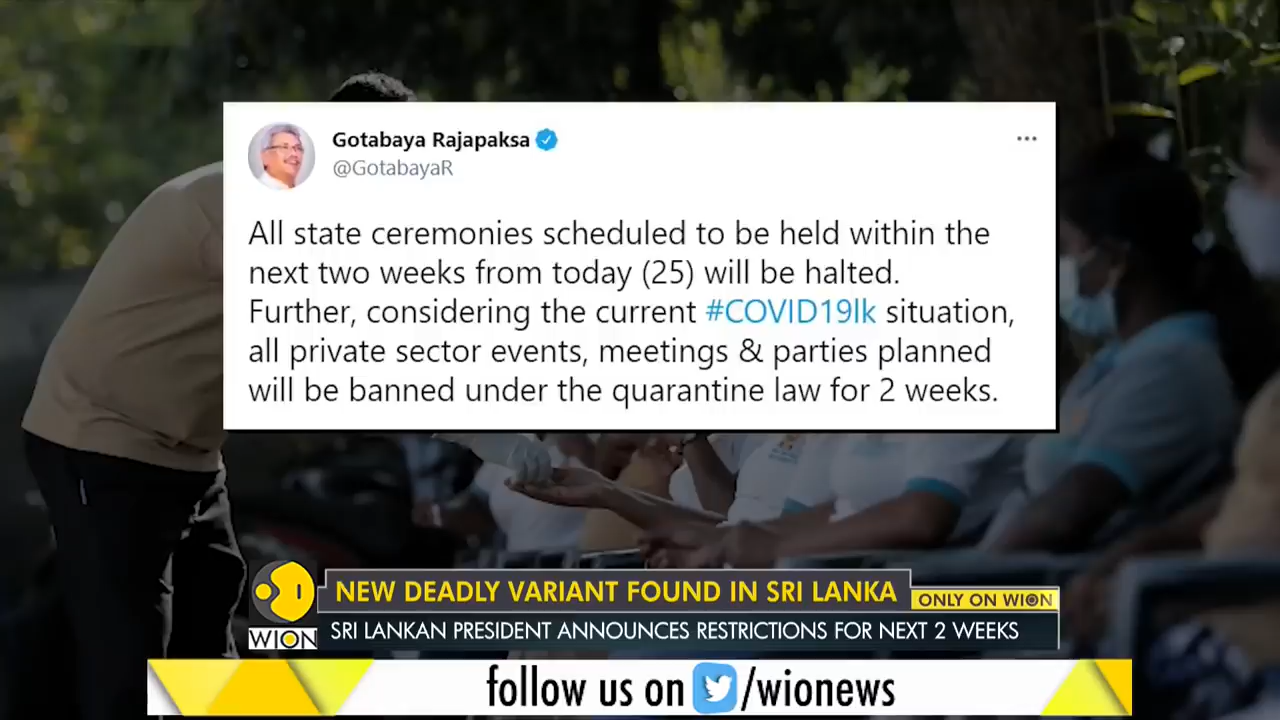 Gotabaya Rajapaksa
@GotabayaR
All state ceremonies scheduled to be held within the
next two weeks from today (25) will be halted.
Further, considering the current #COVID19lk situation,
all private sector events, meetings & parties planned
will be banned under the quarantine law for 2 weeks.
NEW DEADLY VARIANT FOUND IN SRI LANKA
ONLY ON WION
WION
SRI LANKAN PRESIDENT ANNOUNCES RESTRICTIONS FOR NEXT 2 WEEKS
follow us on /wionews